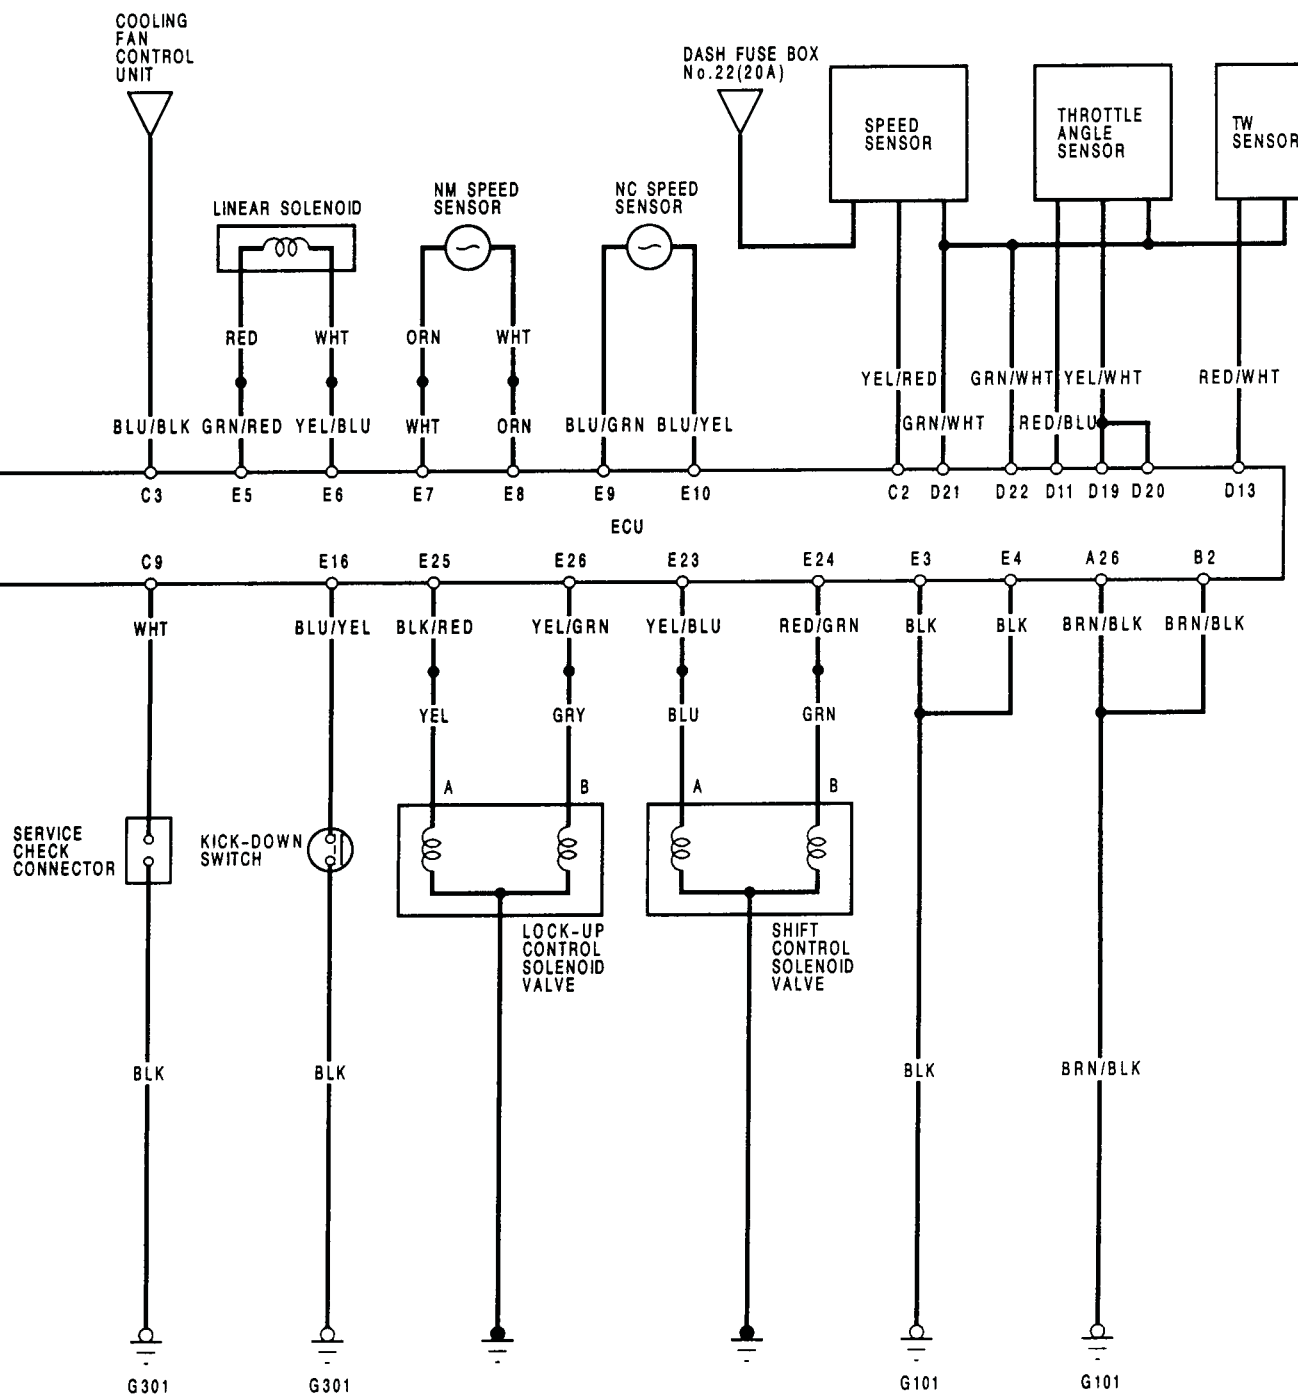 COOLING
FAN
CONTROL
UNIT
DASH FUSE BOX
No.22(20A)
SPEED
SENSOR
THROTTLE
ANGLE
SENSOR
TW
SENSOR
LINEAR SOLENOID
NM SPEED
SENSOR
NC SPEED
SENSOR
RED
WHT
ORN
WHT
YEL/RED
GRN/WHT
YEL/WHT
RED/WHT
BLU/BLK
GRN/RED
YEL/BLU
WHT
ORN
BLU/GRN
BLU/YEL
GRN/WHT
RED/BLU
C3
E5
E6
E7
E8
E9
E10
C2
D21
D22
D11
D19
D20
D13
ECU
C9
E16
E25
E26
E23
E24
E3
E4
A26
B2
WHT
BLU/YEL
BLK/RED
YEL/GRN
YEL/BLU
RED/GRN
BLK
BLK
BRN/BLK
BRN/BLK
YEL
GRY
BLU
GRN
A
B
A
B
SERVICE
CHECK
CONNECTOR
KICK-DOWN
SWITCH
LOCK-UP
CONTROL
SOLENOID
VALVE
SHIFT
CONTROL
SOLENOID
VALVE
BLK
BLK
BLK
BRN/BLK
G301
G301
G101
G101